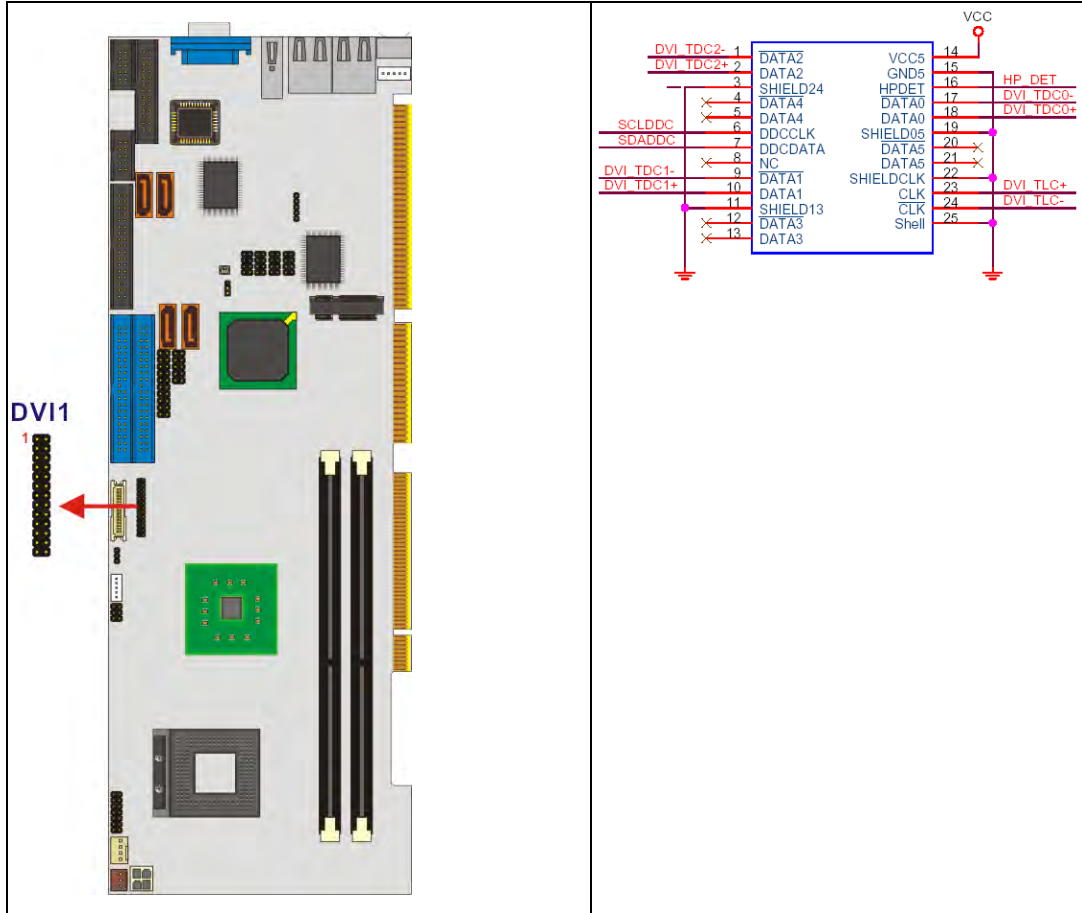 DVI1
1
VCC
DVI_TDC2- 1 DATA2 VCC5 14
DVI_TDC2+ 2 DATA2 GND5 15
3 SHIELD24 HPDET 16 HP_DET
4 DATA4 DATA0 17 DVI_TDC0-
5 DATA4 DATA0 18 DVI_TDC0+
SCLDDC 6 DDCCLK SHIELD05 19
SDADDC 7 DDCDATA DATA5 20
8 NC DATA5 21
DVI_TDC1- 9 DATA1 SHIELDCLK 22
DVI_TDC1+ 10 DATA1 CLK 23 DVI_TLC+
11 SHIELD13 CLK 24 DVI_TLC-
12 DATA3 Shell 25
13 DATA3